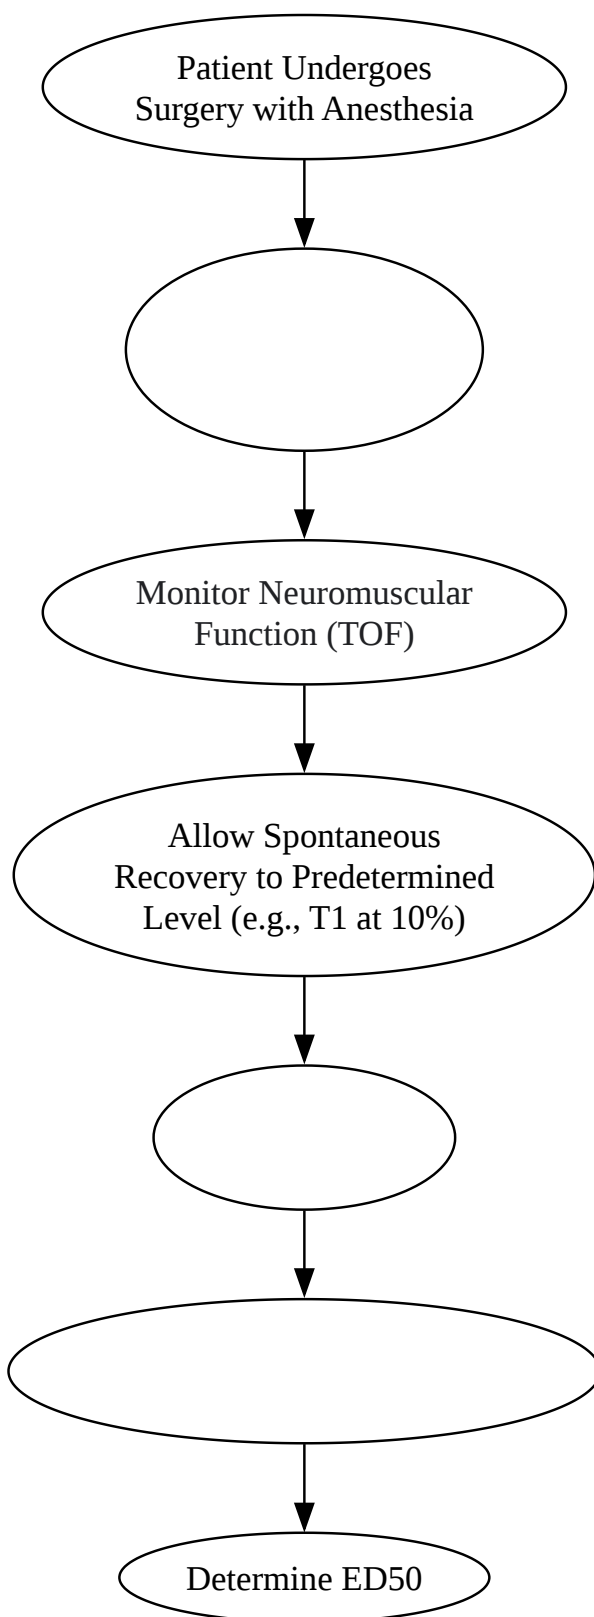 Patient Undergoes
Surgery with Anesthesia
Monitor Neuromuscular
Function (TOF)
Allow Spontaneous
Recovery to Predetermined
Level (e.g., T1 at 10%)
Determine ED50